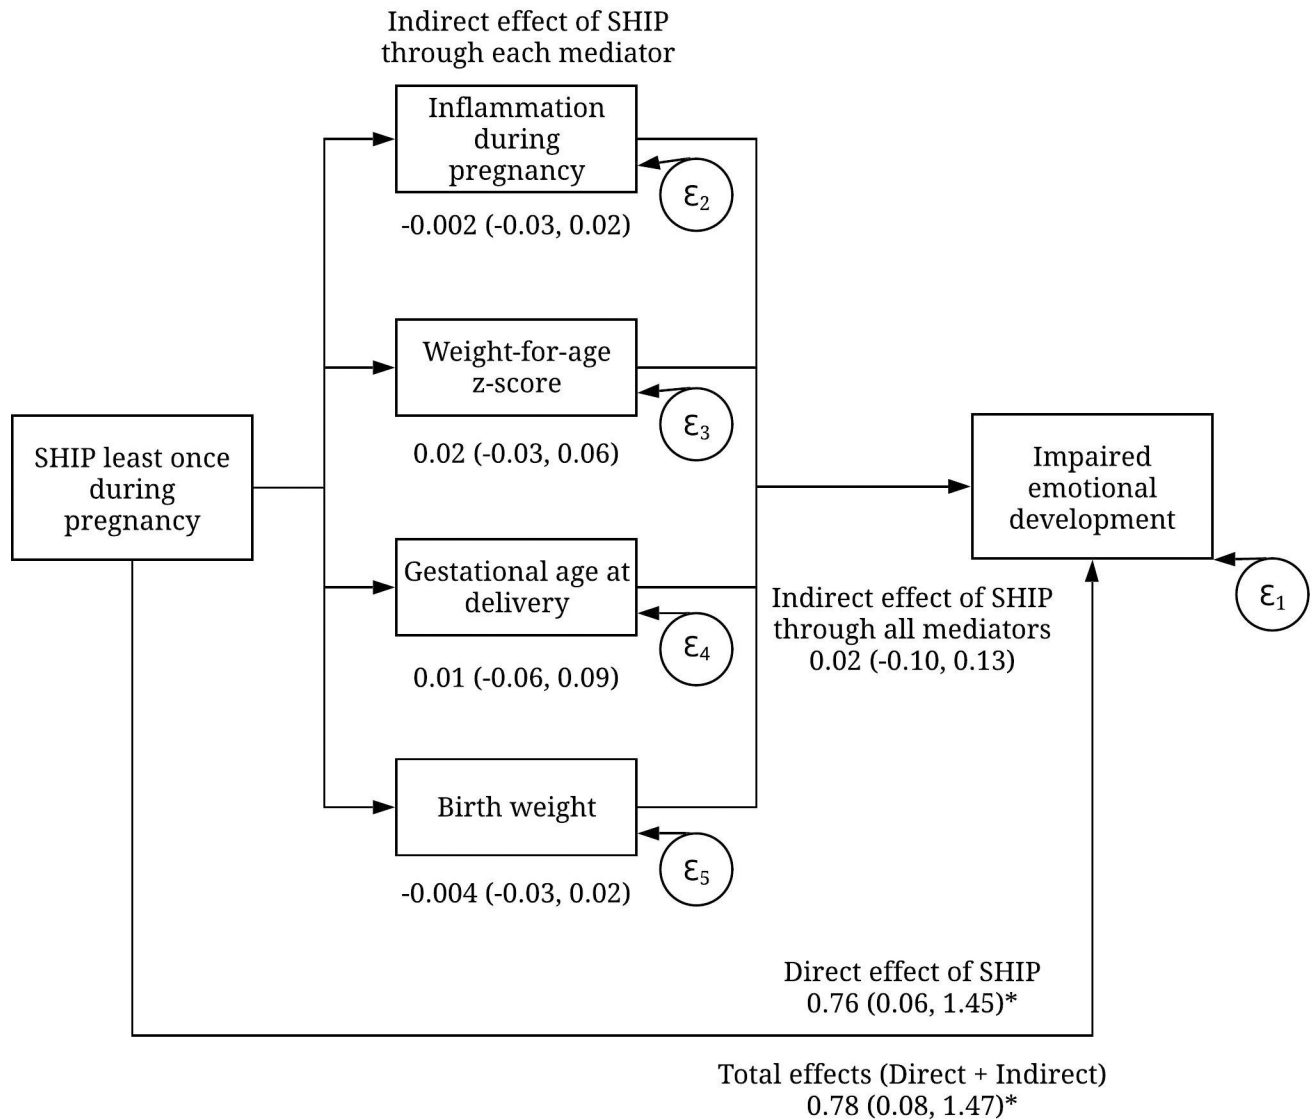 Indirect effect of SHIP
through each mediator
Inflammation
during
pregnancy
ε2
-0.002 (-0.03, 0.02)
Weight-for-age
z-score
ε3
0.02 (-0.03, 0.06)
SHIP least once
during
pregnancy
Impaired
emotional
development
Gestational age at
delivery
ε4
0.01 (-0.06, 0.09)
Indirect effect of SHIP
through all mediators
0.02 (-0.10, 0.13)
ε1
Birth weight
ε5
-0.004 (-0.03, 0.02)
Direct effect of SHIP
0.76 (0.06, 1.45)*
Total effects (Direct + Indirect)
0.78 (0.08, 1.47)*